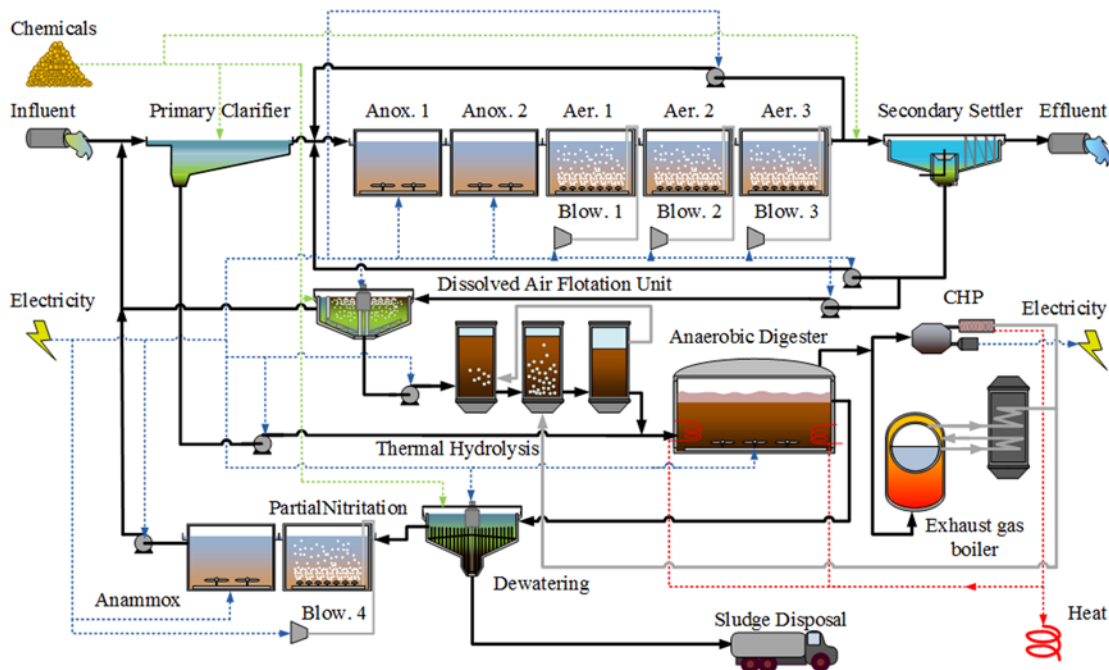 Chemicals
Influent
Primary Clarifier
Anox. 1
Anox. 2
Aer. 1
Aer. 2
Aer. 3
Secondary Settler
Effluent
Blow. 1
Blow. 2
Blow. 3
Dissolved Air Flotation Unit
Electricity
CHP
Electricity
Anaerobic Digester
Thermal Hydrolysis
PartialNitritation
Exhaust gas
boiler
Dewatering
Anammox
Blow. 4
Sludge Disposal
Heat